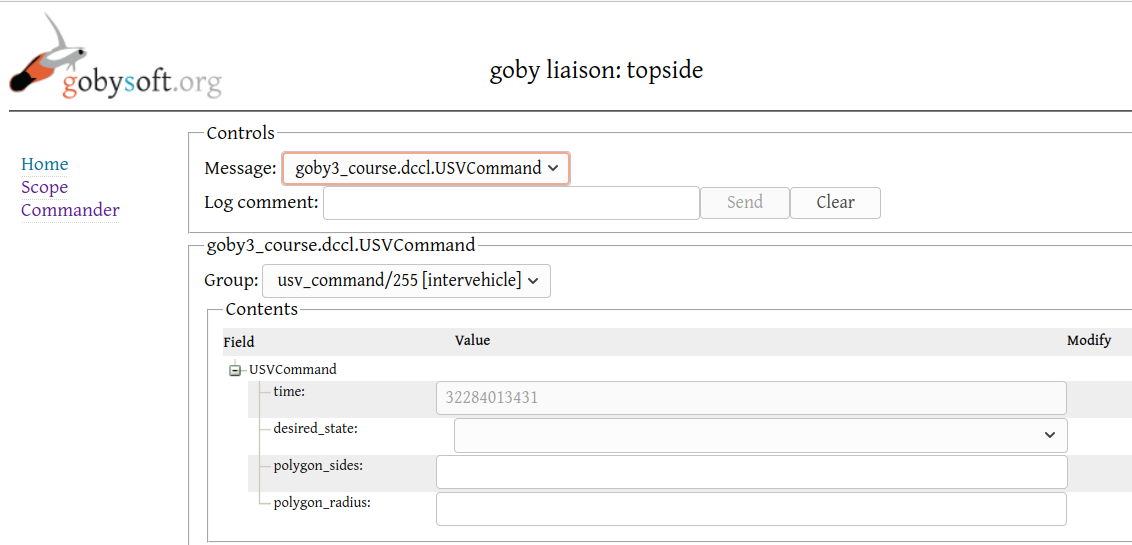 gobysoft.org
goby liaison: topside
Home
Scope
Commander
Controls
Message: goby3_course.dccl.USVCommand
Log comment: Send Clear
goby3_course.dccl.USVCommand
Group: usv_command/255 [intervehicle]
Contents
Field Value Modify
USVCommand
time: 32284013431
desired_state:
polygon_sides:
polygon_radius: